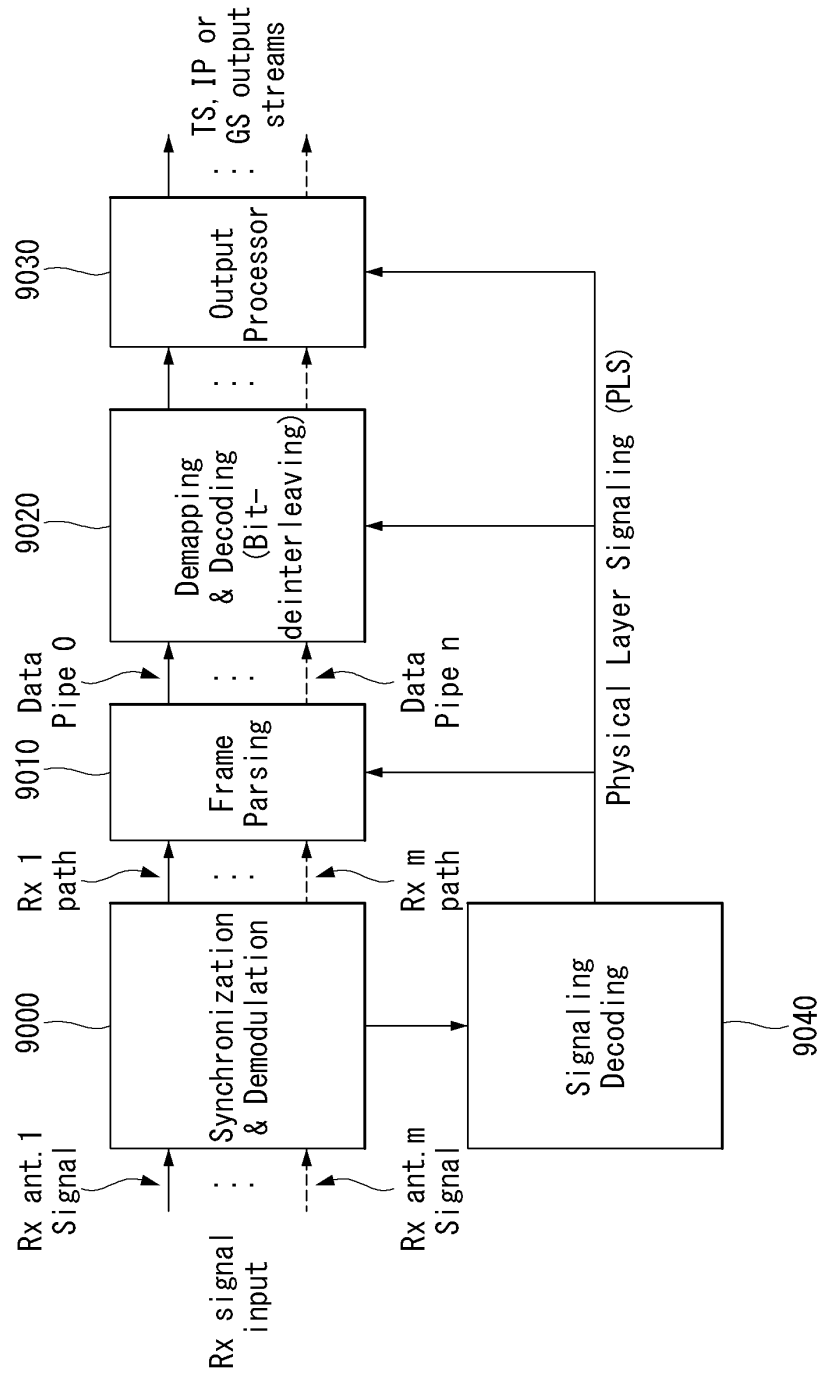 Rx signal
input
Rx ant.1
Signal
Rx ant.m
Signal
9000
Synchronization
& Demodulation
Rx 1
path
Rx m
path
9010
Frame
Parsing
Data
Pipe 0
Data
Pipe n
9020
Demapping
& Decoding
(Bit-
deinterleaving)
9030
Output
Processor
TS, IP or
GS output
streams
Signaling
Decoding
9040
Physical Layer Signaling (PLS)